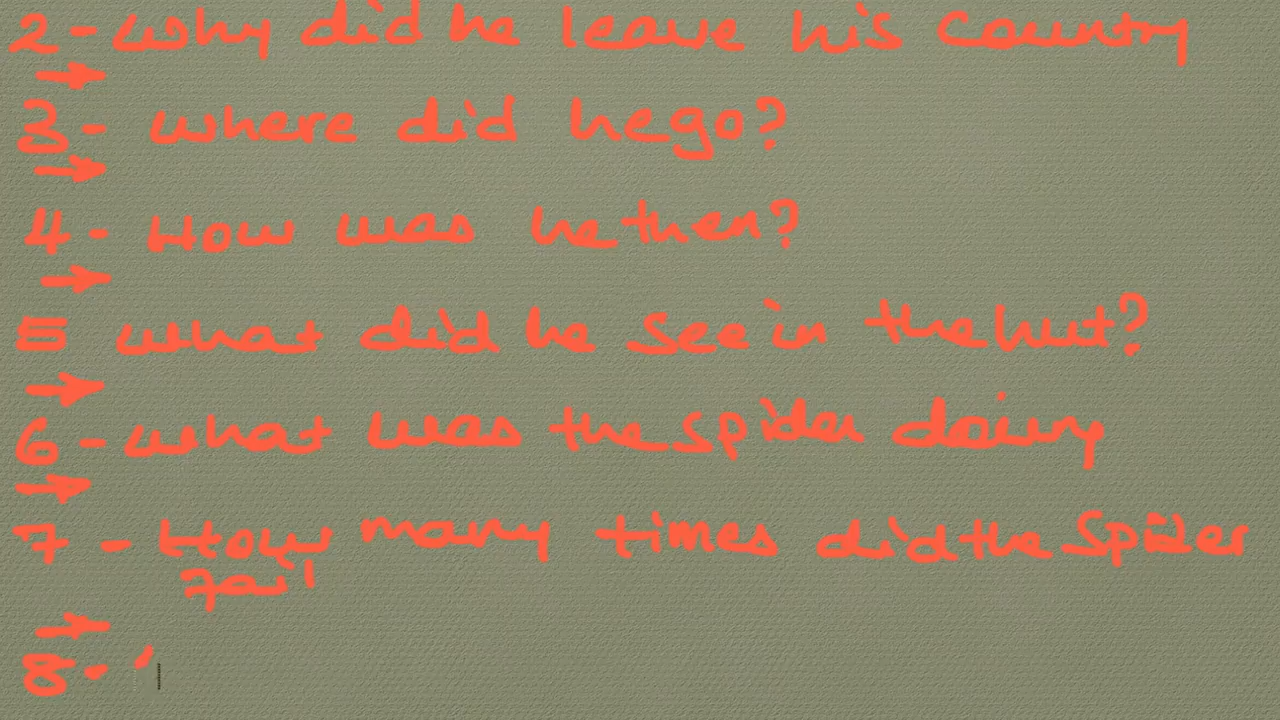 2- Why did he leave his country
→
3- Where did he go?
→
4- How was he then?
→
5 What did he see in the hut?
→
6- What was the spider doing
→
7- How many times did the Spider
fail
→
8-